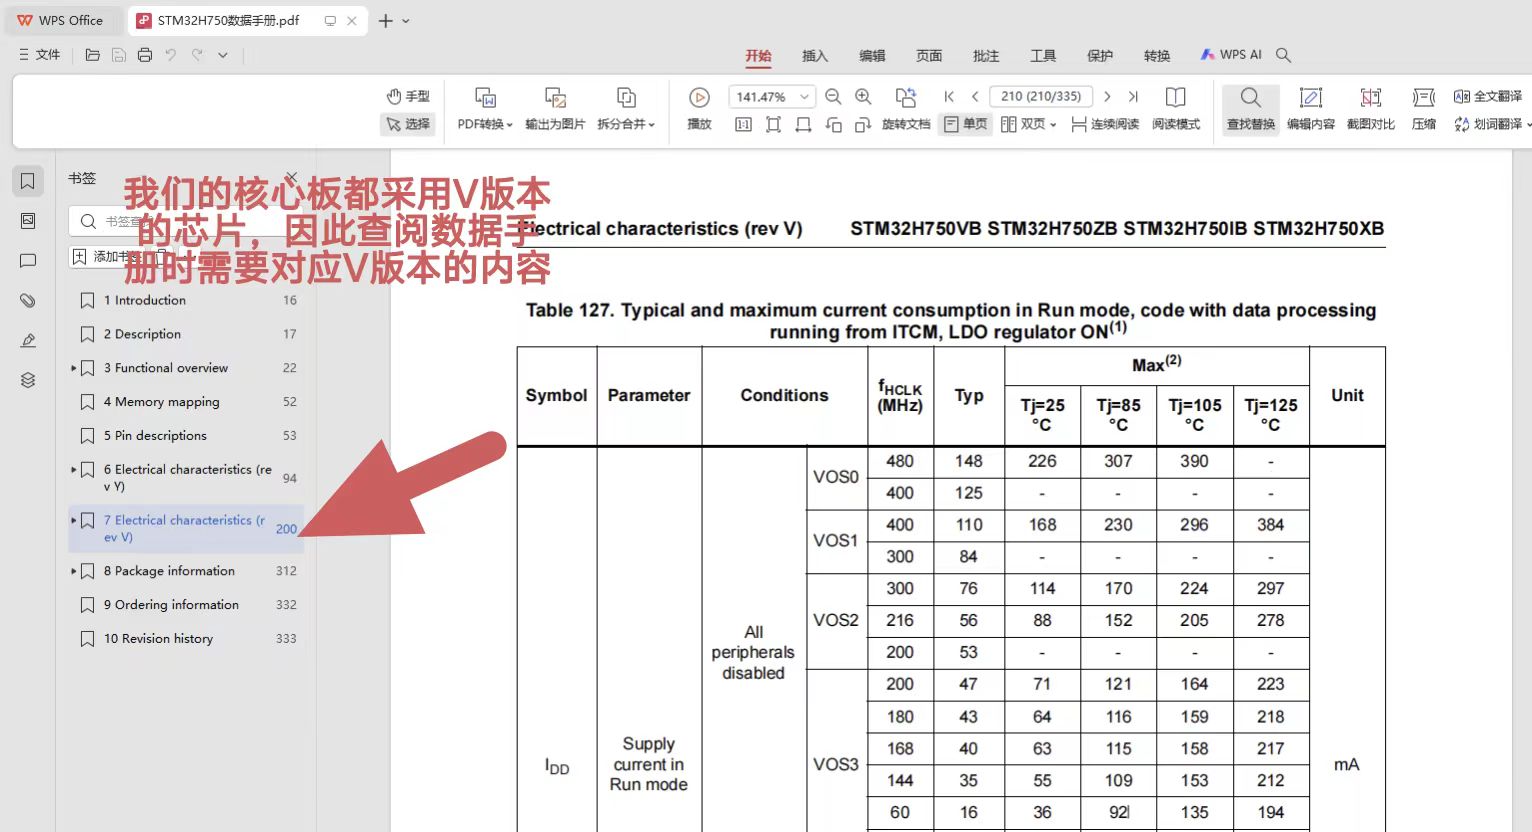 WPS Office
STM32H750数据手册.pdf
文件
开始 插入 编辑 页面 批注 工具 保护 转换 WPS AI
手型
选择
PDF转换
输出为图片
拆分合并
播放
141.47%
旋转文档
210 (210/335)
单页
双页
连续阅读
阅读模式
查找替换
编辑内容
截图对比
压缩
全文翻译
划词翻译
书签
我们的核心板都采用V版本
的芯片，因此查阅数据手
册时需要对应V版本的内容
添加书签
1 Introduction 16
2 Description 17
3 Functional overview 22
4 Memory mapping 52
5 Pin descriptions 53
6 Electrical characteristics (re
v Y) 94
7 Electrical characteristics (r
ev V) 200
8 Package information 312
9 Ordering information 332
10 Revision history 333
Electrical characteristics (rev V) STM32H750VB STM32H750ZB STM32H750IB STM32H750XB
Table 127. Typical and maximum current consumption in Run mode, code with data processing
running from ITCM, LDO regulator ON(1)
Symbol Parameter Conditions fHCLK (MHz) Typ Max(2) Unit
Tj=25 °C Tj=85 °C Tj=105 °C Tj=125 °C
IDD Supply current in Run mode All peripherals disabled mA
VOS0 480 148 226 307 390 -
400 125 - - - -
VOS1 400 110 168 230 296 384
300 84 - - - -
VOS2 300 76 114 170 224 297
216 56 88 152 205 278
200 53 - - - -
VOS3 200 47 71 121 164 223
180 43 64 116 159 218
168 40 63 115 158 217
144 35 55 109 153 212
60 16 36 92 135 194